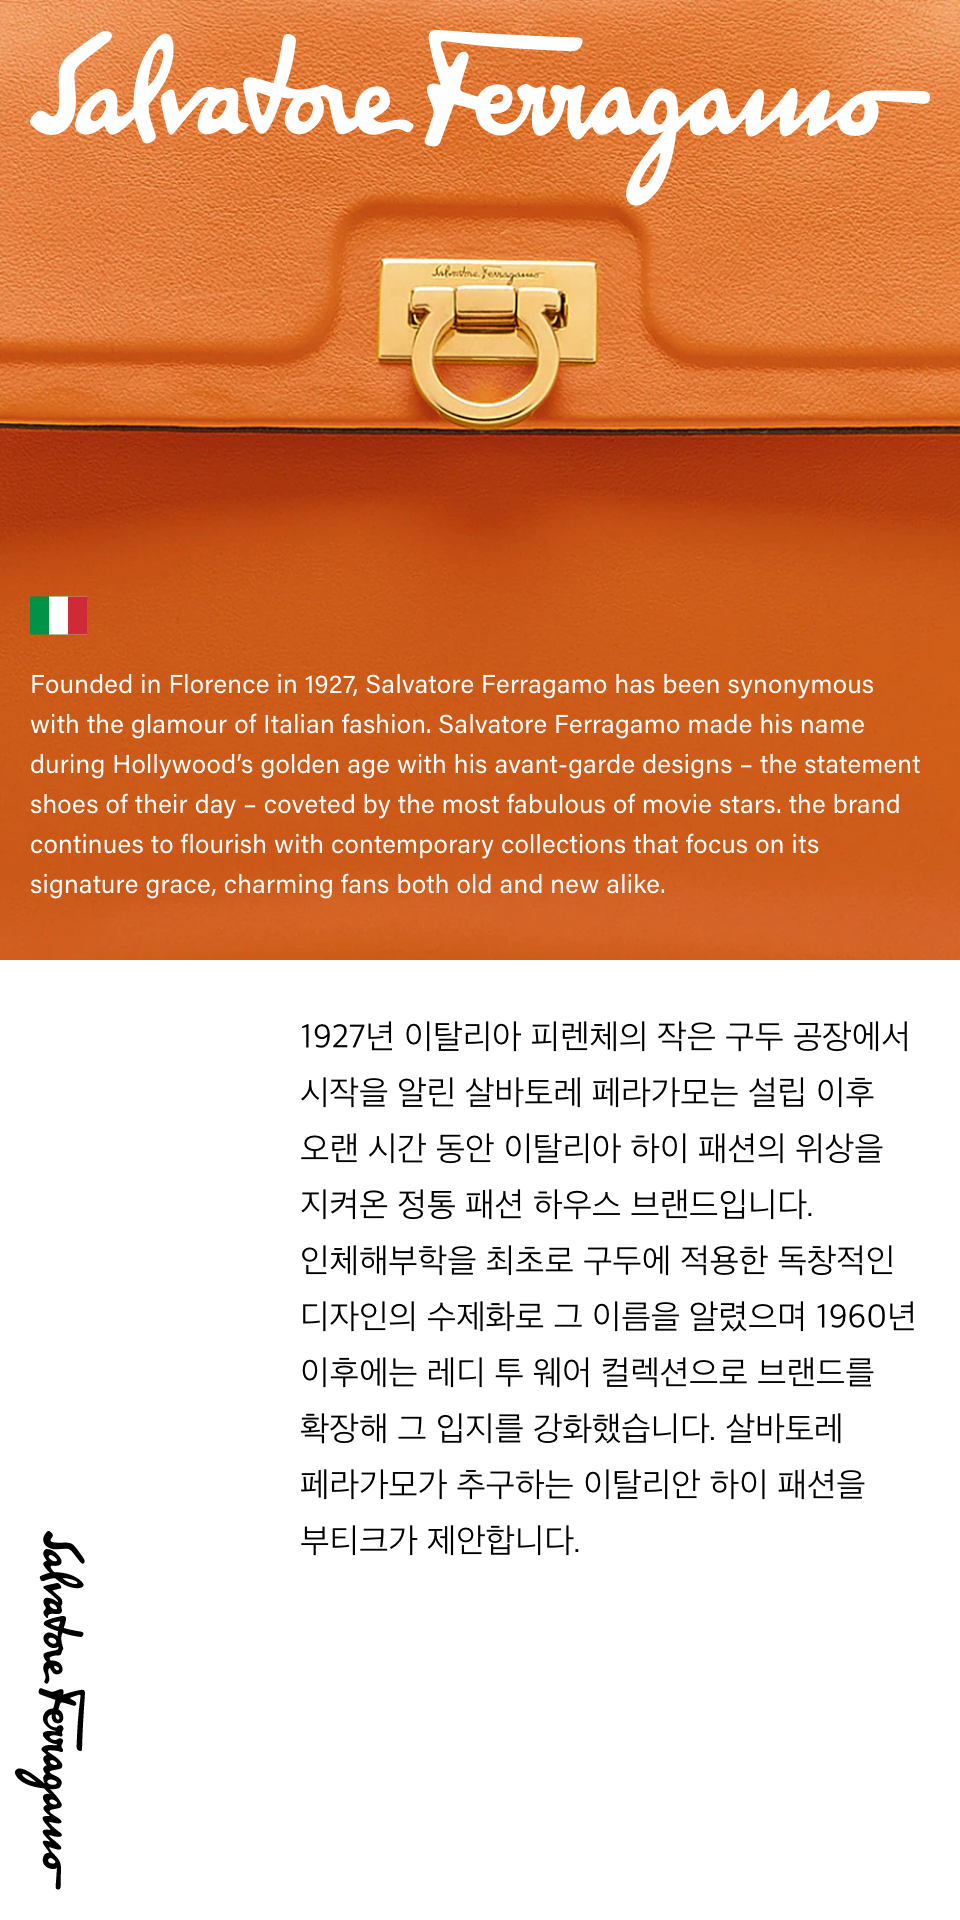 Salvatore Ferragamo
Salvatore Ferragamo
Founded in Florence in 1927, Salvatore Ferragamo has been synonymous
with the glamour of Italian fashion. Salvatore Ferragamo made his name
during Hollywood’s golden age with his avant-garde designs – the statement
shoes of their day – coveted by the most fabulous of movie stars. the brand
continues to flourish with contemporary collections that focus on its
signature grace, charming fans both old and new alike.
1927년 이탈리아 피렌체의 작은 구두 공장에서
시작을 알린 살바토레 페라가모는 설립 이후
오랜 시간 동안 이탈리아 하이 패션의 위상을
지켜온 정통 패션 하우스 브랜드입니다.
인체해부학을 최초로 구두에 적용한 독창적인
디자인의 수제화로 그 이름을 알렸으며 1960년
이후에는 레디 투 웨어 컬렉션으로 브랜드를
확장해 그 입지를 강화했습니다. 살바토레
페라가모가 추구하는 이탈리안 하이 패션을
부티크가 제안합니다.
Salvatore Ferragamo